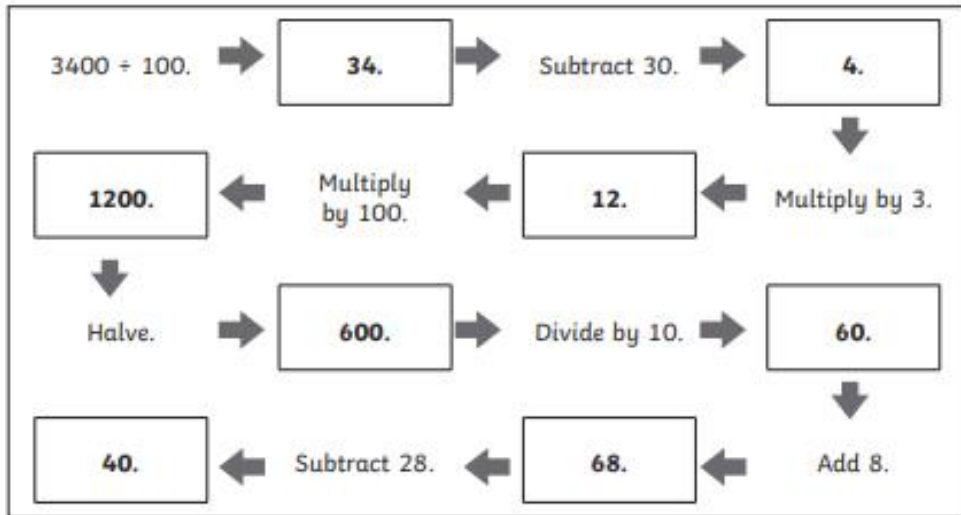 3400 ÷ 100.
34.
Subtract 30.
4.
Multiply by 3.
12.
Multiply
by 100.
1200.
Halve.
600.
Divide by 10.
60.
Add 8.
68.
Subtract 28.
40.